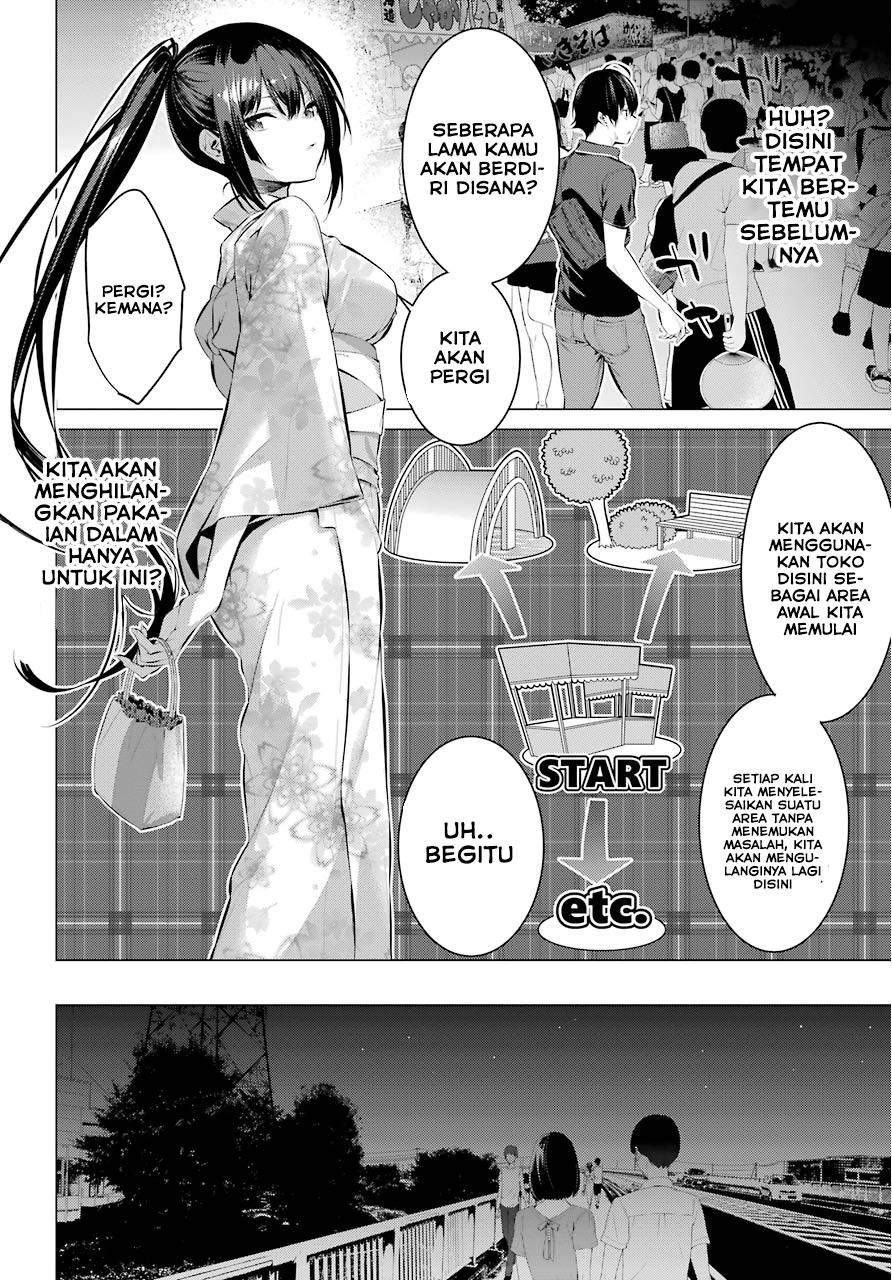 HUH?
DISINI
TEMPAT
KITA BER-
TEMU
SEBELUM-
NYA
SEBERAPA
LAMA KAMU
AKAN BERDI-
RI DISANA?
KITA
AKAN
PERGI
PERGI?
KEMANA?
KITA AKAN
MENGGUNA-
KAN TOKO
DISINI SE-
BAGAI AREA
AWAL KITA
MEMULAI
SETIAP KALI
KITA MENYELE-
SAIKAN SUATU
AREA TANPA
MENEMUKAN
MASALAH, KITA
AKAN MENGU-
LANGINYA LAGI
DISINI
START
etc.
UH..
BEGITU
KITA AKAN
MENGHILAN-
GKAN PAKA-
IAN DALAM
HANYA
UNTUK INI?